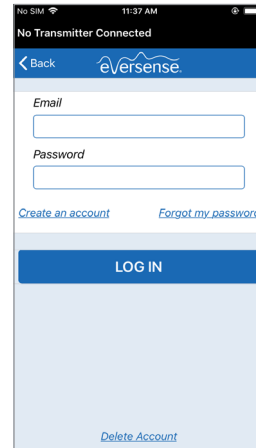 No SIM 11:37 AM
No Transmitter Connected
Back eversense.
Email
Password
Create an account Forgot my password
LOG IN
Delete Account